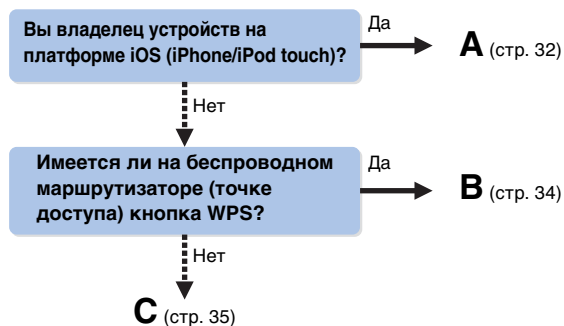 Вы владелец устройств на
платформе iOS (iPhone/iPod touch)?
Да
A (стр. 32)
Нет
Имеется ли на беспроводном
маршрутизаторе (точке
доступа) кнопка WPS?
Да
B (стр. 34)
Нет
C (стр. 35)